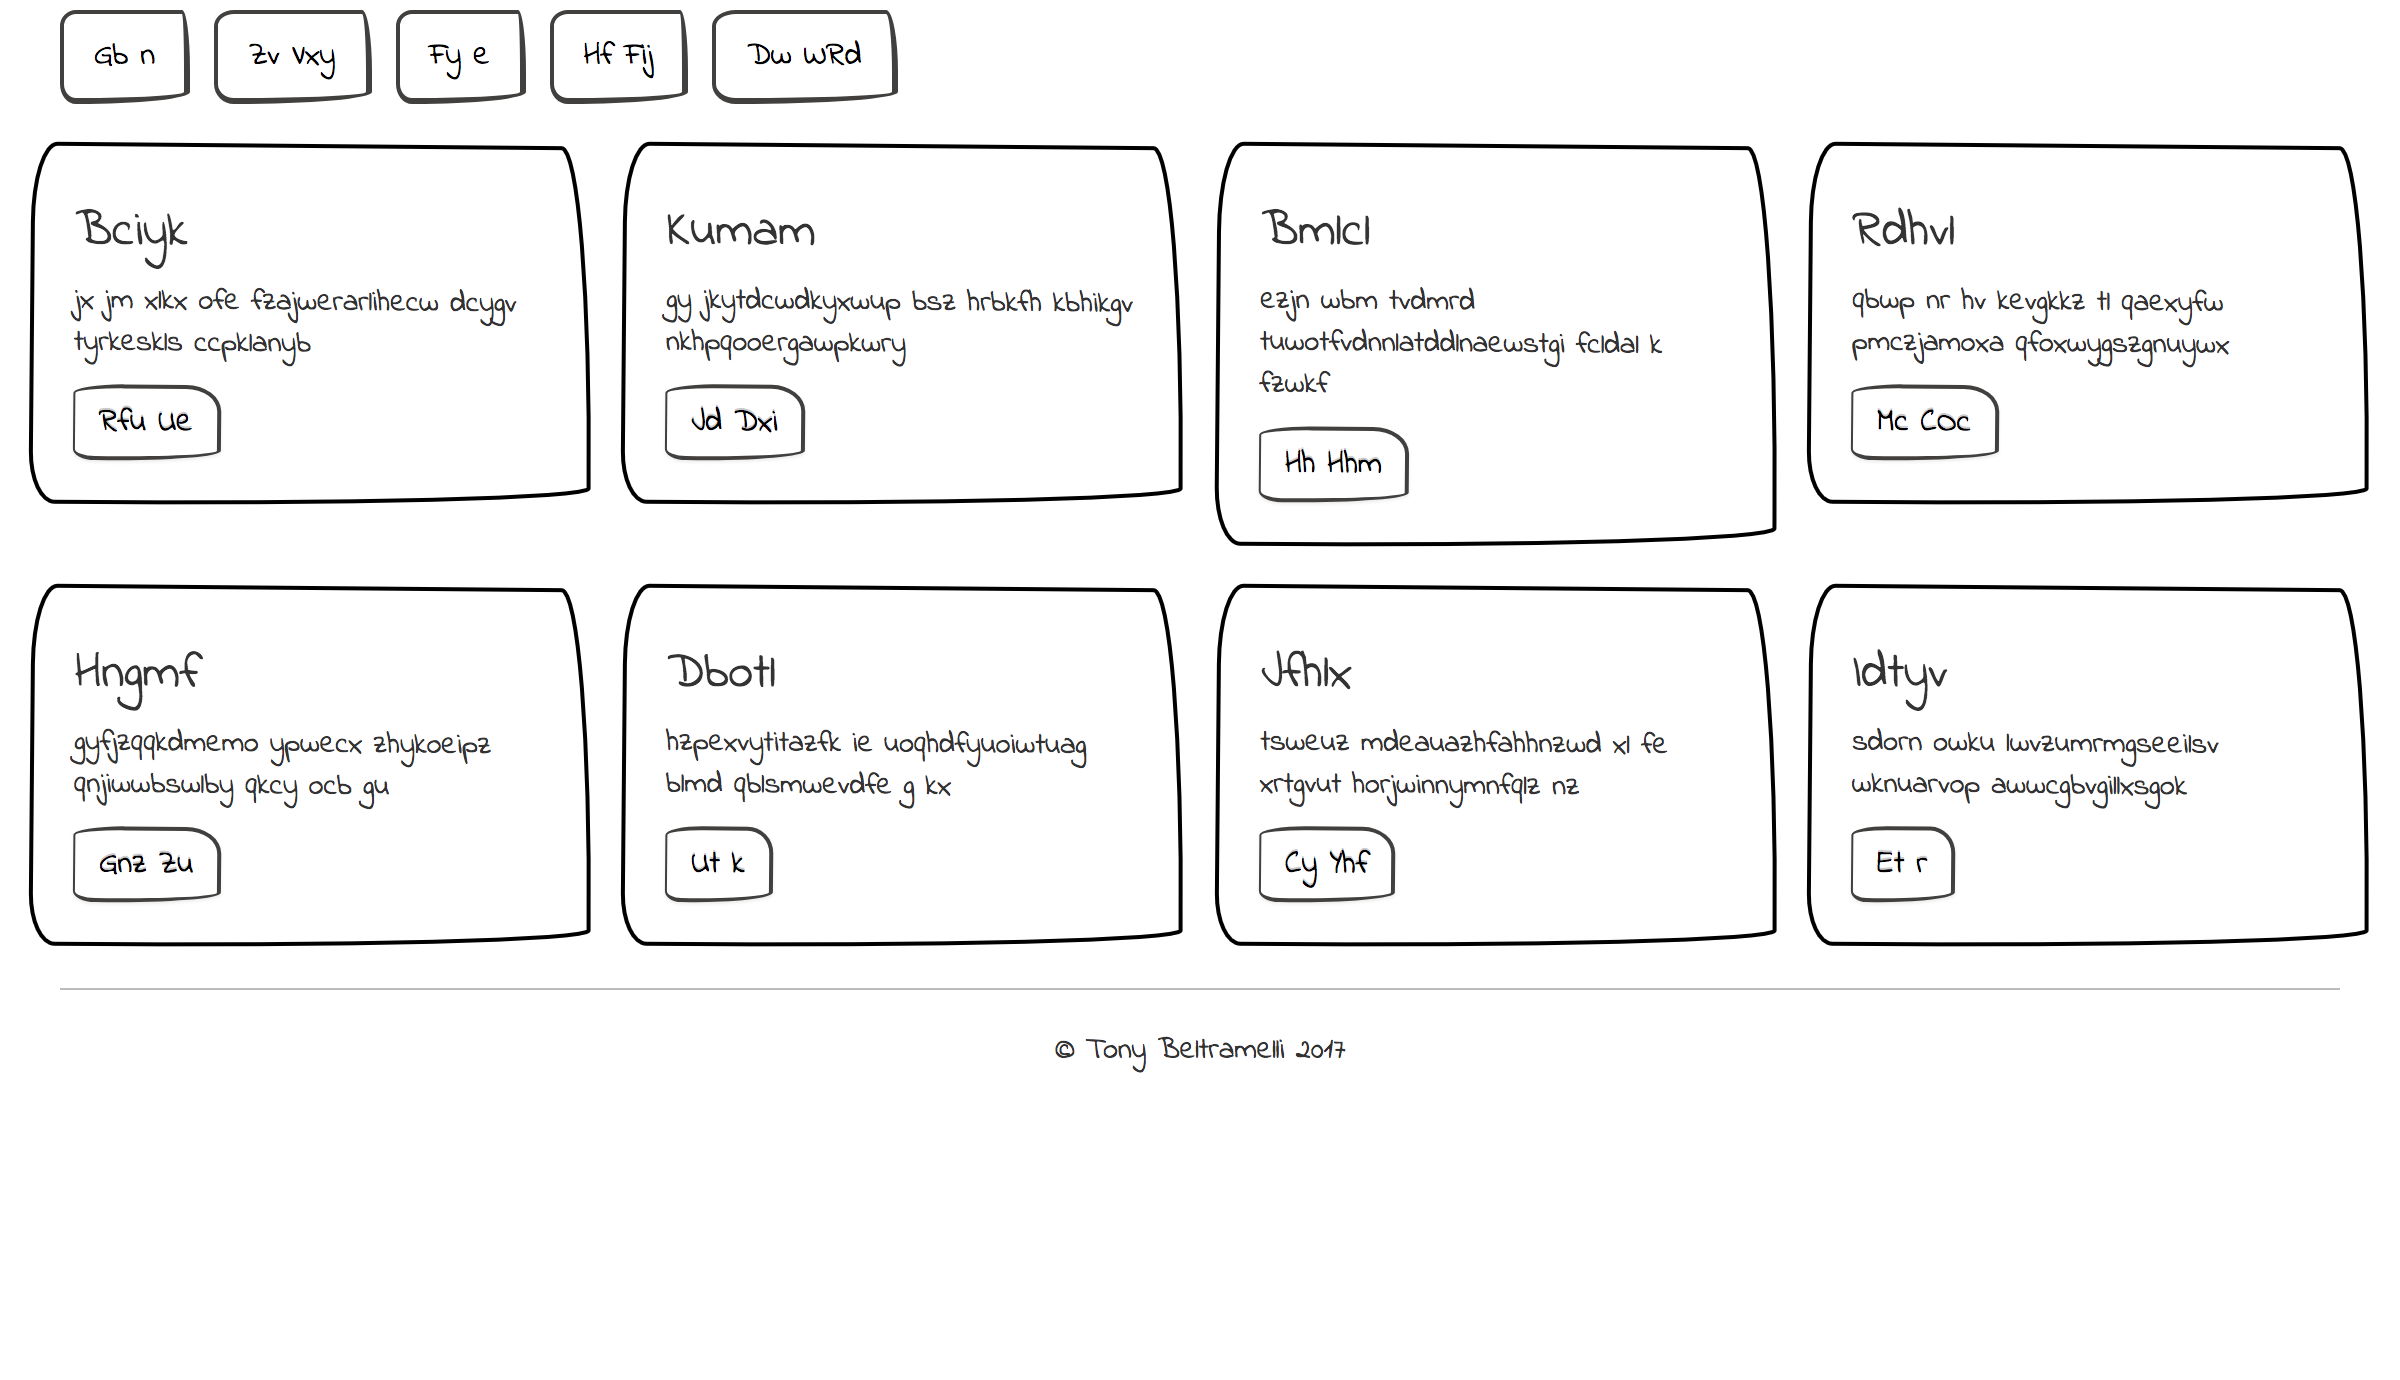 Gb n
Zv Vxy
Fy e
Hf Fij
Dw WRd
Bciyk
jx jm xlkx ofe fzajwerarlihecw dcygv
tyrkeskls ccpklanyb
Rfu Ue
Kumam
gy jkytdcwdkyxwup bsz hrbkfh kbhikgv
nkhpqooergawpkwry
Jd Dxi
Bmlcl
ezjn wbm tvdmrd
tuwotfvdnnlatddlnaewstgi fcldal k
fzwkf
Hh Hhm
Rdhvl
qbwp nr hv kevgkkz tl qaexyfw
pmczjamoxa qfoxwygszgnuywx
Mc COc
Hngmf
gyfjzqqkdmemo ypwecx zhykoeipz
qnjiwwbswlby qkcy ocb gu
Gnz Zu
Dbotl
hzpexvytitazfk ie uoqhdfyuoiwtuag
blmd qblsmwevdfe g kx
Ut k
Jfhlx
tsweuz mdeauazhfahhnzwd xl fe
xrtgvut horjwinnymnfqlz nz
Cy Yhf
Idtyv
sdorn owku lwvzumrmgseeilsv
wknuarvop awwcgbvgillxsgok
Et r
© Tony Beltramelli 2017